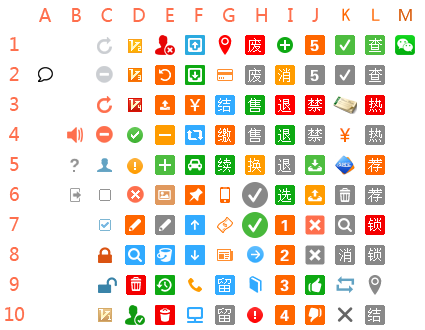 A B C D E F G H I J K L M
1 废 5 查
2 废 消 5 查
3 ¥ 结 售 退 禁 热
4 缴 售 退 禁 ¥ 热
5 续 换 退 荐
6 选 荐
7 1 锁
8 2 消 锁
9 留 3
10 留 4 结